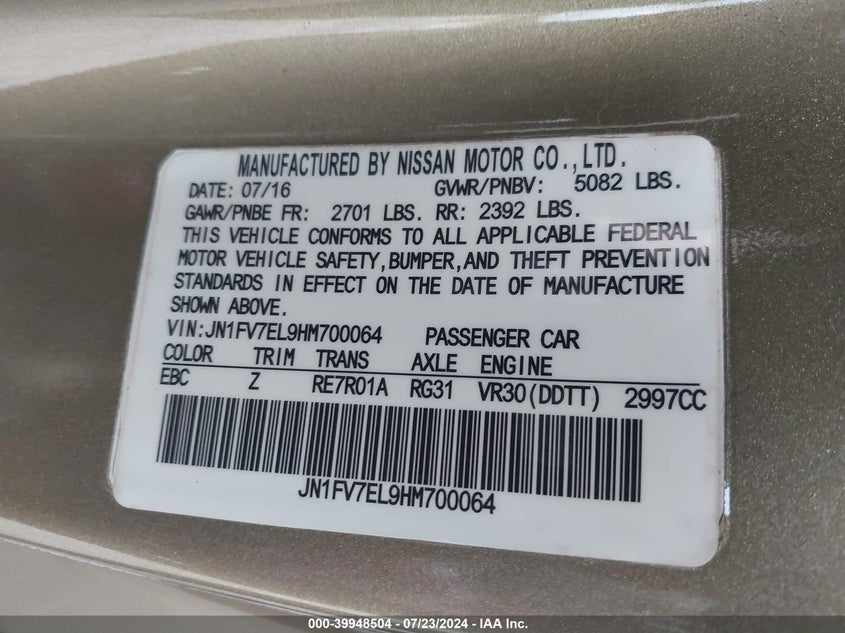 MANUFACTURED BY NISSAN MOTOR CO.,LTD.
DATE: 07/16 GVWR/PNBV: 5082 LBS.
GAWR/PNBE FR: 2701 LBS. RR: 2392 LBS.
THIS VEHICLE CONFORMS TO ALL APPLICABLE FEDERAL
MOTOR VEHICLE SAFETY,BUMPER,AND THEFT PREVENTION
STANDARDS IN EFFECT ON THE DATE OF MANUFACTURE
SHOWN ABOVE.
VIN:JN1FV7EL9HM700064 PASSENGER CAR
COLOR TRIM TRANS AXLE ENGINE
EBC Z RE7R01A RG31 VR30(DDTT) 2997CC
JN1FV7EL9HM700064
000-39948504 / 07/23/2024 - IAA Inc.